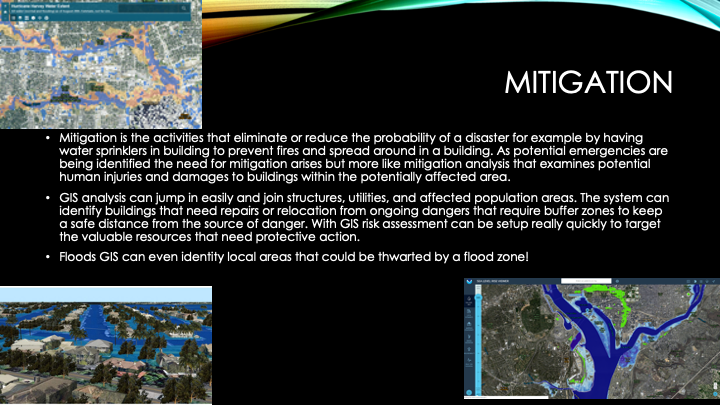 Hurricane Harvey Water Extent
MITIGATION
• Mitigation is the activities that eliminate or reduce the probability of a disaster for example by having
water sprinklers in building to prevent fires and spread around in a building. As potential emergencies are
being identified the need for mitigation arises but more like mitigation analysis that examines potential
human injuries and damages to buildings within the potentially affected area.
• GIS analysis can jump in easily and join structures, utilities, and affected population areas. The system can
identify buildings that need repairs or relocation from ongoing dangers that require buffer zones to keep
a safe distance from the source of danger. With GIS risk assessment can be setup really quickly to target
the valuable resources that need protective action.
• Floods GIS can even identity local areas that could be thwarted by a flood zone!